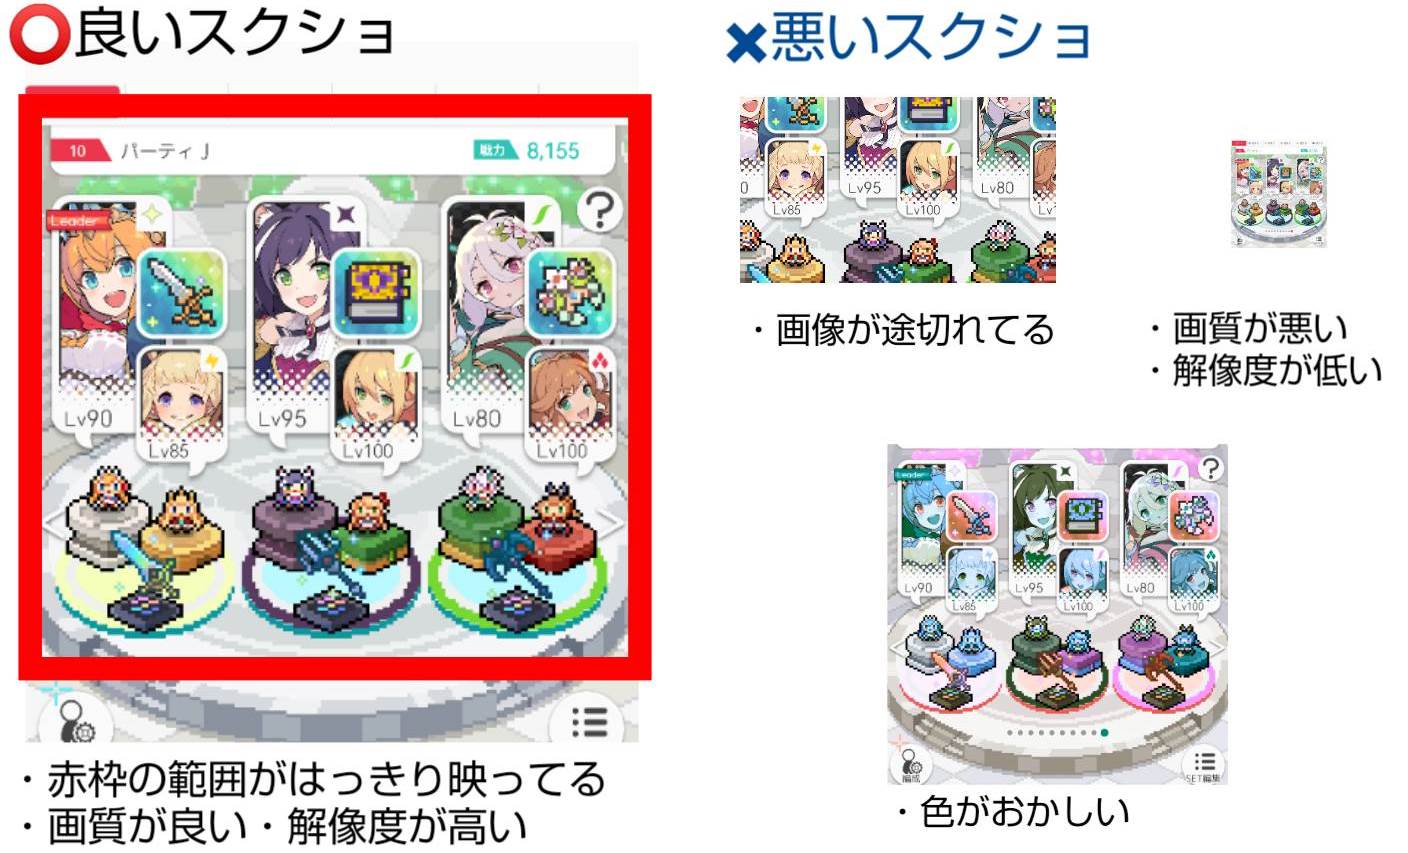 ⭕良いスクショ
10 パーティJ 戦力 8,155
Leader
?
Lv90
Lv85
Lv95
Lv100
Lv80
Lv100
・赤枠の範囲がはっきり映ってる
・画質が良い・解像度が高い
✖悪いスクショ
0
Lv85
Lv95
Lv100
Lv80
Lv
・画像が途切れてる
・画質が悪い
・解像度が低い
Leader
?
Lv90
Lv85
Lv95
Lv100
Lv80
Lv100
編成
SET編集
・色がおかしい